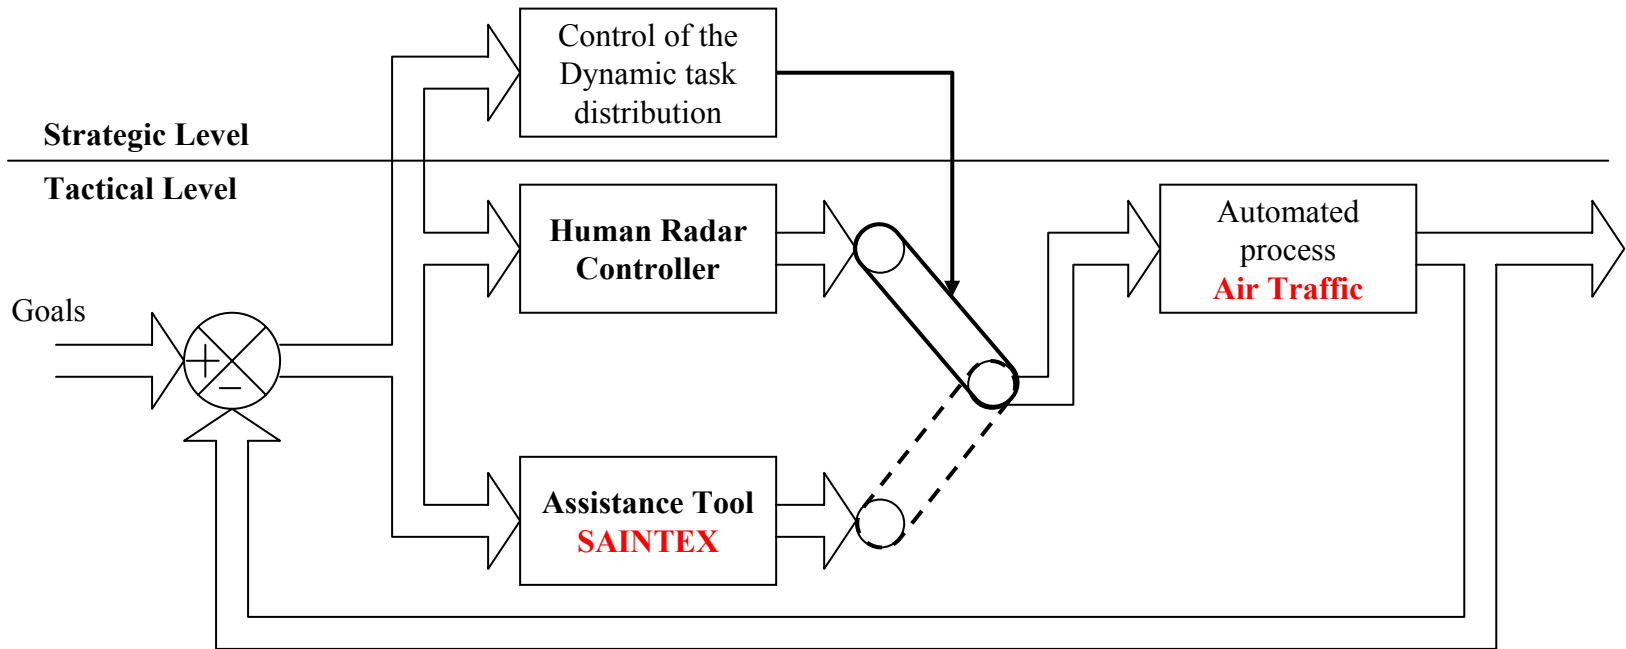 Control of the
Dynamic task
distribution
Strategic Level
Tactical Level
Human Radar
Controller
Automated
process
Air Traffic
Goals
+
−
Assistance Tool
SAINTEX